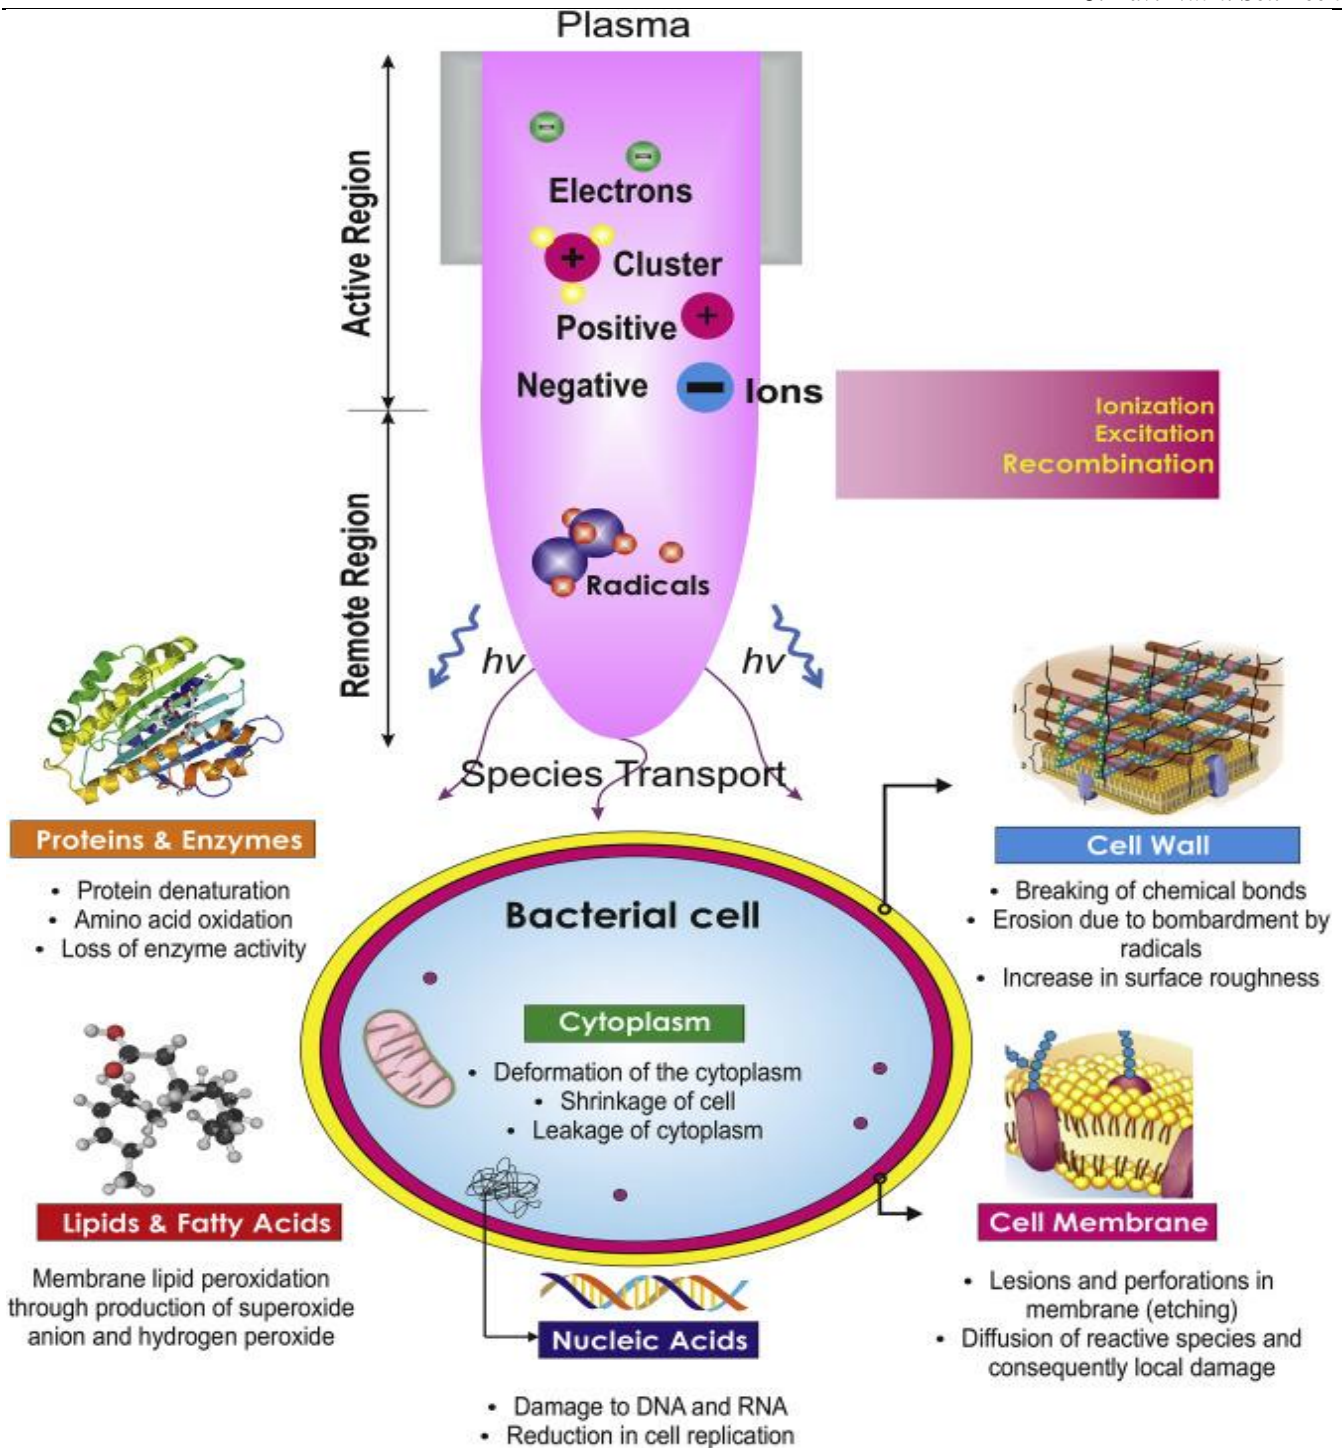 Plasma
Active Region
Electrons
Cluster
Positive
Negative
Ions
Ionization
Excitation
Recombination
Remote Region
Radicals
hv
hv
Species Transport
Proteins & Enzymes
• Protein denaturation
• Amino acid oxidation
• Loss of enzyme activity
Cell Wall
• Breaking of chemical bonds
• Erosion due to bombardment by
radicals
• Increase in surface roughness
Bacterial cell
Cytoplasm
• Deformation of the cytoplasm
• Shrinkage of cell
• Leakage of cytoplasm
Lipids & Fatty Acids
Membrane lipid peroxidation
through production of superoxide
anion and hydrogen peroxide
Cell Membrane
• Lesions and perforations in
membrane (etching)
• Diffusion of reactive species and
consequently local damage
Nucleic Acids
• Damage to DNA and RNA
• Reduction in cell replication